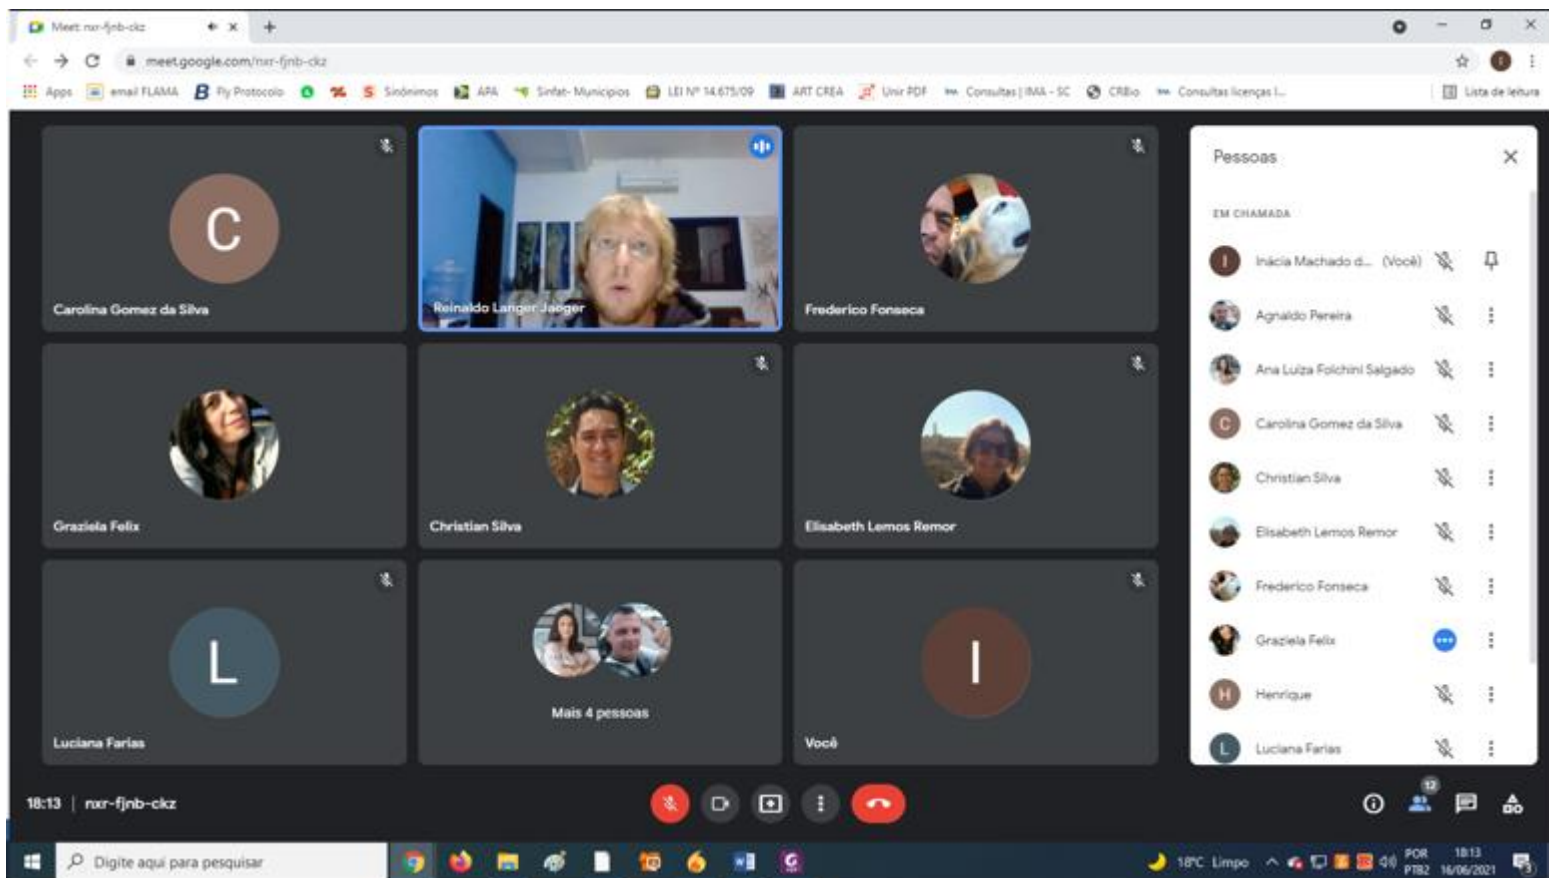 Meet: nxr-fjnb-ckz
meet.google.com/nxr-fjnb-ckz
Apps email FLAMA Fly Protocolo Sinônimos APA Sinfat- Municipios LEI Nº 14.675/09 ART CREA Unir PDF Consultas | IMA - SC CRBio Consultas licenças I... Lista de leitura
C
Carolina Gomez da Silva
Reinaldo Langer Jaeger
Frederico Fonseca
Graziela Felix
Christian Silva
Elisabeth Lemos Remor
L
Luciana Farias
Mais 4 pessoas
I
Você
Pessoas
EM CHAMADA
I Inácia Machado d... (Você)
Agnaldo Pereira
Ana Luiza Folchini Salgado
C Carolina Gomez da Silva
Christian Silva
Elisabeth Lemos Remor
Frederico Fonseca
Graziela Felix
H Henrique
L Luciana Farias
18:13 | nxr-fjnb-ckz
12
Digite aqui para pesquisar
18°C Limpo
POR
PTB2
18:13
16/06/2021